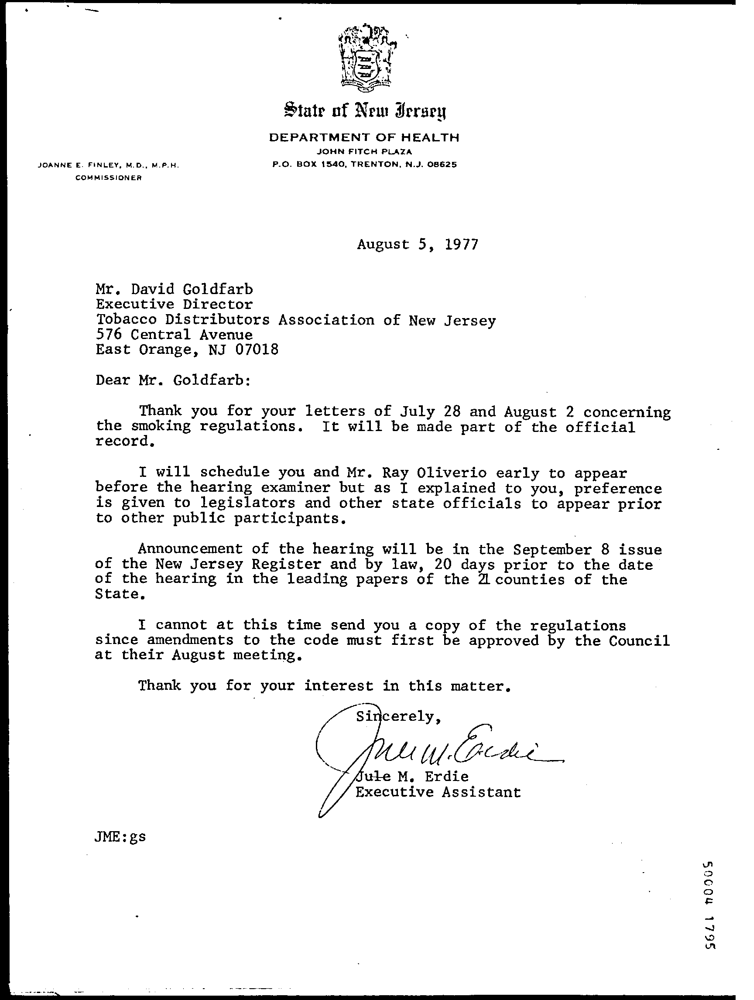 State of New Jersey
DEPARTMENT OF HEALTH
JOHN FITCH PLAZA
P.O. BOX 1540, TRENTON, N.J. 08625
JOANNE E. FINLEY, M.D., M.P.H.
COMMISSIONER
August 5, 1977
Mr. David Goldfarb
Executive Director
Tobacco Distributors Association of New Jersey
576 Central Avenue
East Orange, NJ 07018
Dear Mr. Goldfarb:
Thank you for your letters of July 28 and August 2 concerning
the smoking regulations. It will be made part of the official
record.
I will schedule you and Mr. Ray Oliverio early to appear
before the hearing examiner but as I explained to you, preference
is given to legislators and other state officials to appear prior
to other public participants.
Announcement of the hearing will be in the September 8 issue
of the New Jersey Register and by law, 20 days prior to the date
of the hearing in the leading papers of the 21 counties of the
State.
I cannot at this time send you a copy of the regulations
since amendments to the code must first be approved by the Council
at their August meeting.
Thank you for your interest in this matter.
Sincerely,
June M. Erdie
Jule M. Erdie
Executive Assistant
JME:gs
50004 1795